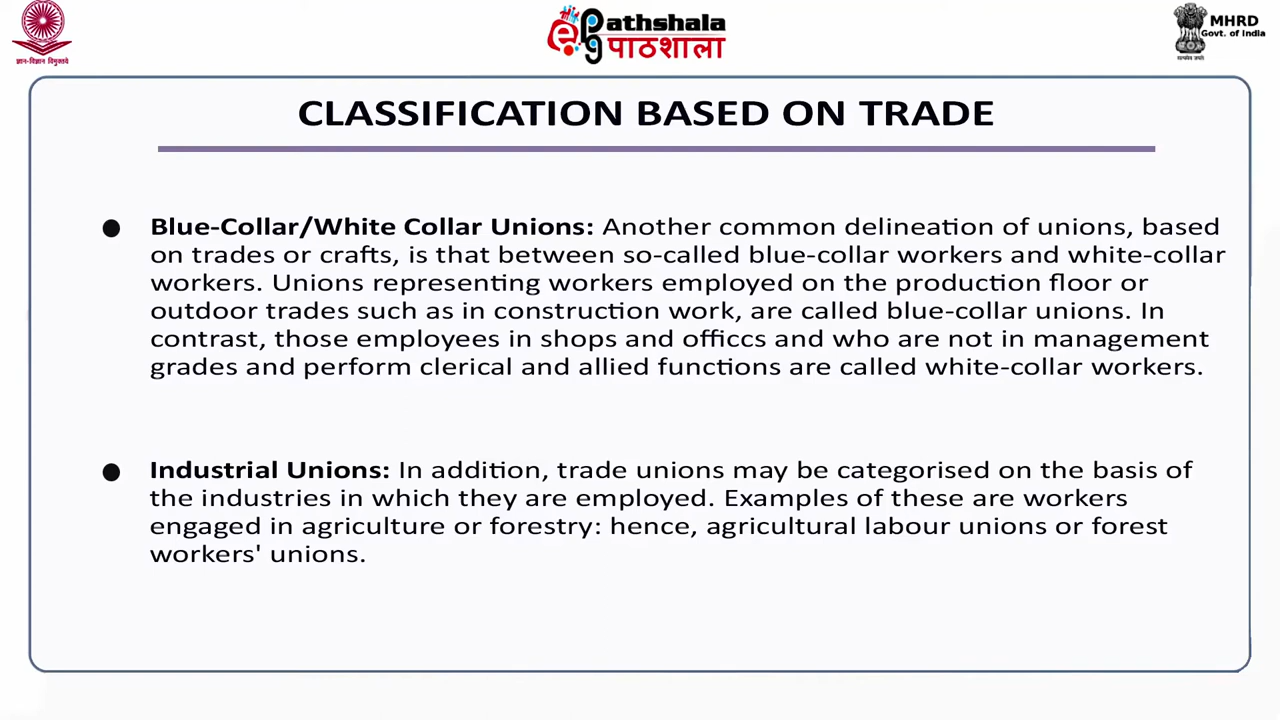 ज्ञान-विज्ञान विमुक्तये
epg Pathshala
पाठशाला
MHRD
Govt. of India
सत्यमेव जयते
CLASSIFICATION BASED ON TRADE
● Blue-Collar/White Collar Unions: Another common delineation of unions, based
on trades or crafts, is that between so-called blue-collar workers and white-collar
workers. Unions representing workers employed on the production floor or
outdoor trades such as in construction work, are called blue-collar unions. In
contrast, those employees in shops and officcs and who are not in management
grades and perform clerical and allied functions are called white-collar workers.
● Industrial Unions: In addition, trade unions may be categorised on the basis of
the industries in which they are employed. Examples of these are workers
engaged in agriculture or forestry: hence, agricultural labour unions or forest
workers' unions.